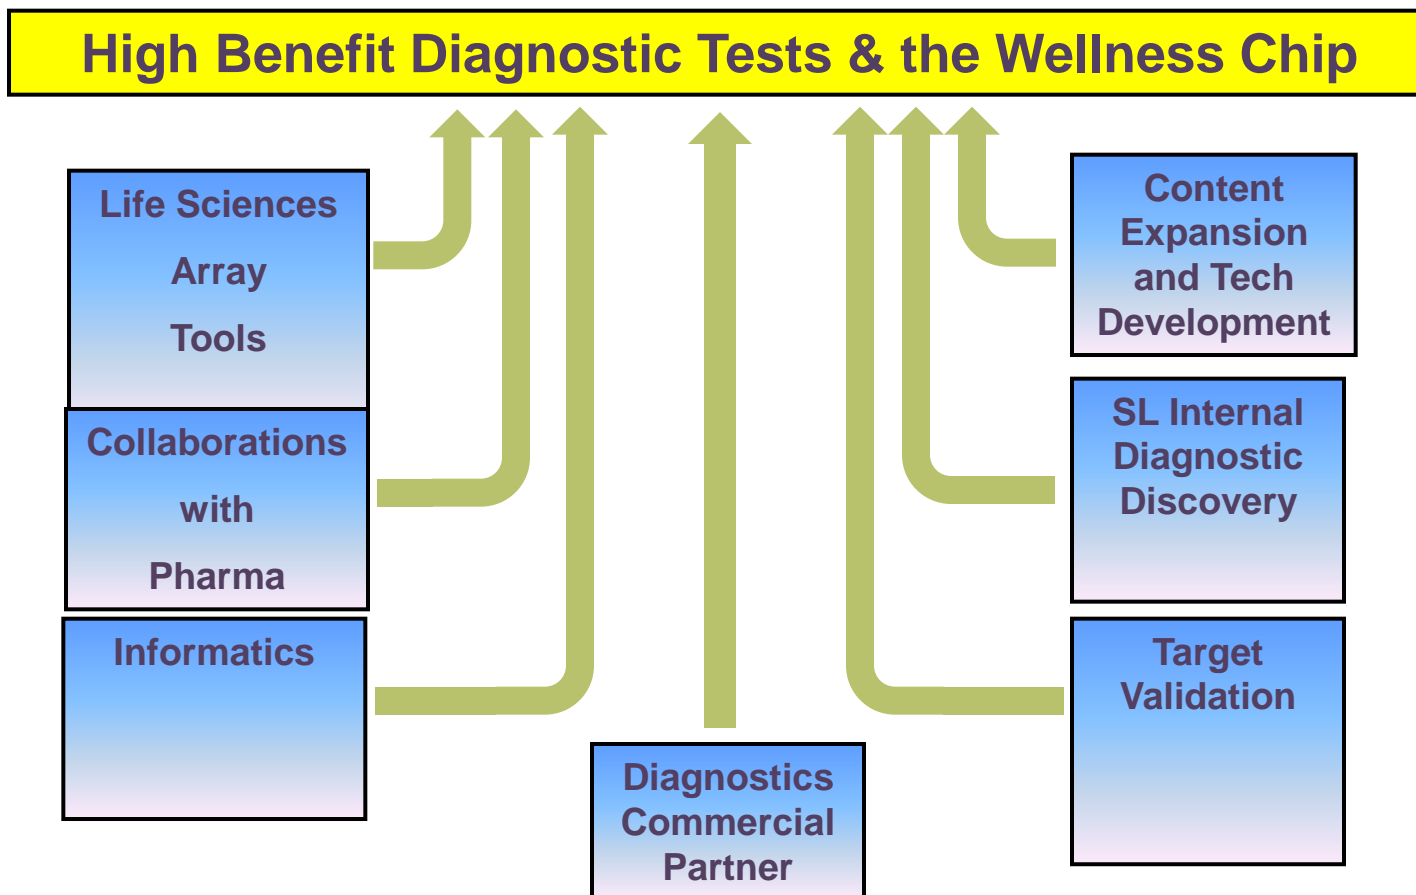 High Benefit Diagnostic Tests & the Wellness Chip
Life Sciences
Array
Tools
Collaborations
with
Pharma
Informatics
Diagnostics
Commercial
Partner
Content
Expansion
and Tech
Development
SL Internal
Diagnostic
Discovery
Target
Validation